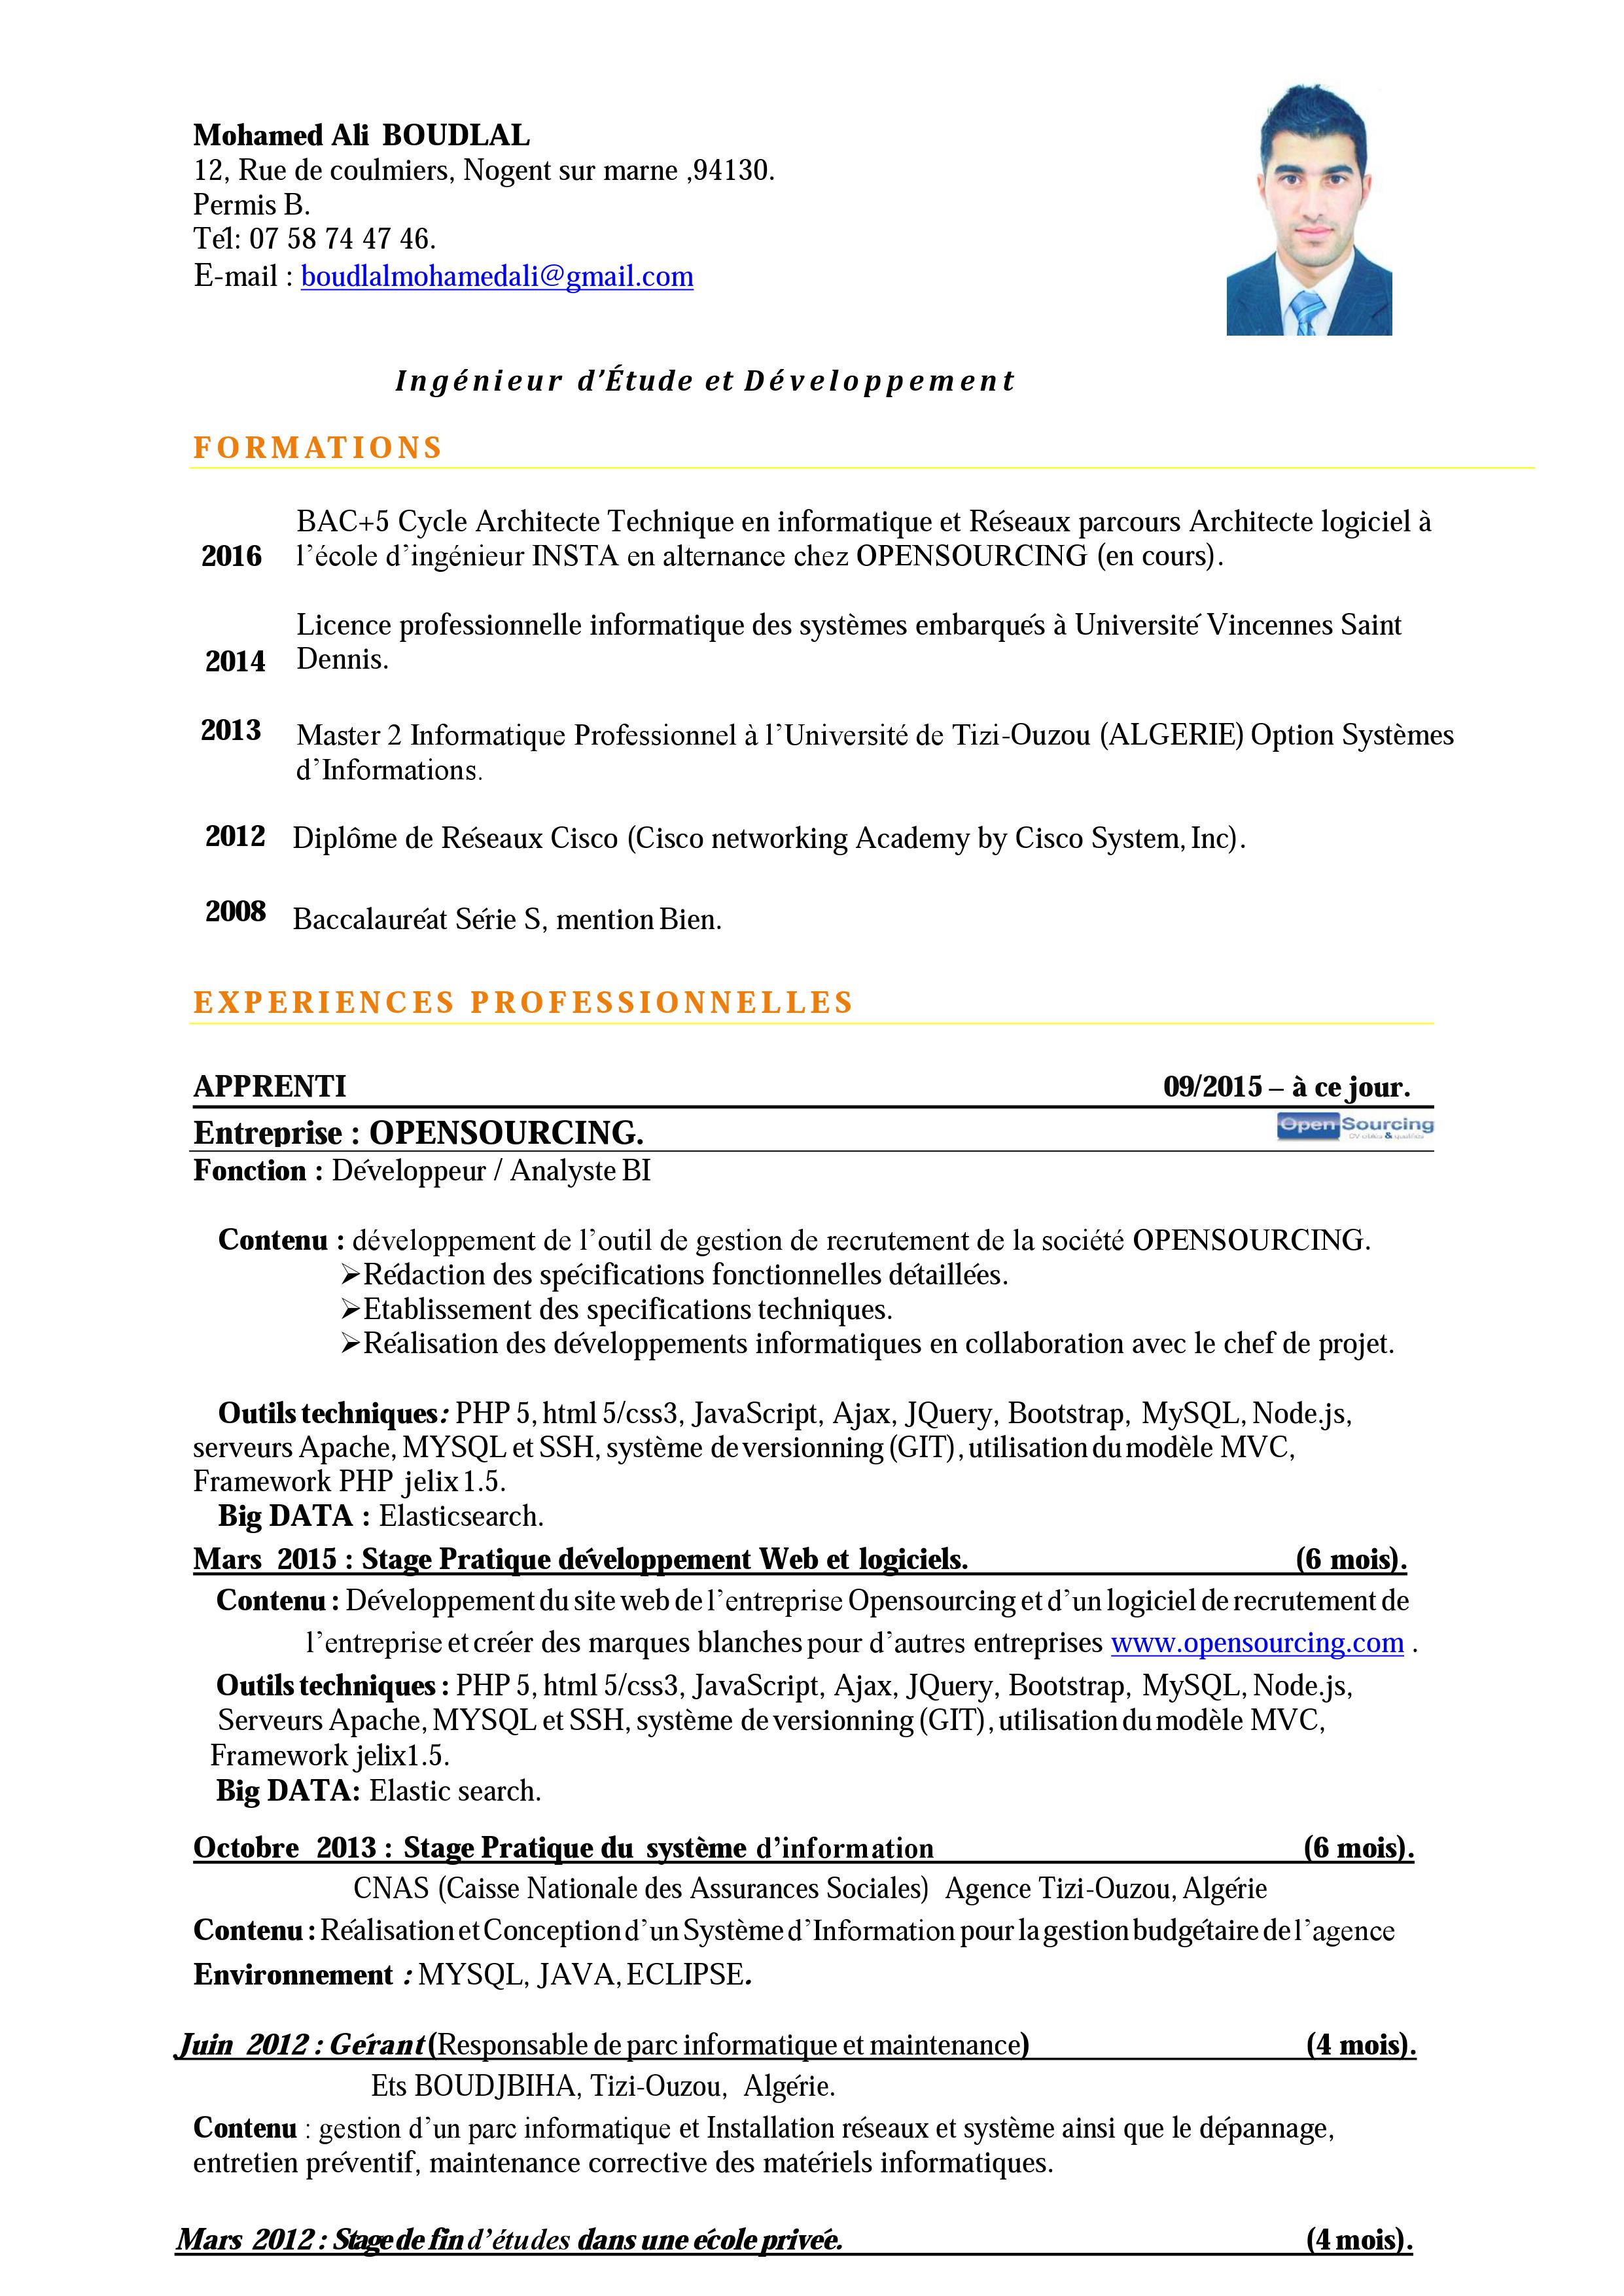 Mohamed Ali BOUDLAL
12, Rue de coulmiers, Nogent sur marne ,94130.
Permis B.
Tél: 07 58 74 47 46.
E-mail : boudlalmohamedali@gmail.com
Ingénieur d’Étude et Développement
FORMATIONS
BAC+5 Cycle Architecte Technique en informatique et Réseaux parcours Architecte logiciel à
2016 l’école d’ingénieur INSTA en alternance chez OPENSOURCING (en cours).
Licence professionnelle informatique des systèmes embarqués à Université Vincennes Saint
2014 Dennis.
2013 Master 2 Informatique Professionnel à l’Université de Tizi-Ouzou (ALGERIE) Option Systèmes
d’Informations.
2012 Diplôme de Réseaux Cisco (Cisco networking Academy by Cisco System, Inc).
2008 Baccalauréat Série S, mention Bien.
EXPERIENCES PROFESSIONNELLES
APPRENTI 09/2015 – à ce jour.
Entreprise : OPENSOURCING. Open Sourcing
Fonction : Développeur / Analyste BI
Contenu : développement de l’outil de gestion de recrutement de la société OPENSOURCING.
➢Rédaction des spécifications fonctionnelles détaillées.
➢Etablissement des specifications techniques.
➢Réalisation des développements informatiques en collaboration avec le chef de projet.
Outils techniques: PHP 5, html 5/css3, JavaScript, Ajax, JQuery, Bootstrap, MySQL, Node.js,
serveurs Apache, MYSQL et SSH, système de versionning (GIT), utilisation du modèle MVC,
Framework PHP jelix 1.5.
Big DATA : Elasticsearch.
Mars 2015 : Stage Pratique développement Web et logiciels. (6 mois).
Contenu : Développement du site web de l’entreprise Opensourcing et d’un logiciel de recrutement de
l’entreprise et créer des marques blanches pour d’autres entreprises www.opensourcing.com .
Outils techniques : PHP 5, html 5/css3, JavaScript, Ajax, JQuery, Bootstrap, MySQL, Node.js,
Serveurs Apache, MYSQL et SSH, système de versionning (GIT), utilisation du modèle MVC,
Framework jelix1.5.
Big DATA: Elastic search.
Octobre 2013 : Stage Pratique du système d’information (6 mois).
CNAS (Caisse Nationale des Assurances Sociales) Agence Tizi-Ouzou, Algérie
Contenu : Réalisation et Conception d’un Système d’Information pour la gestion budgétaire de l’agence
Environnement : MYSQL, JAVA, ECLIPSE.
Juin 2012 : Gérant (Responsable de parc informatique et maintenance) (4 mois).
Ets BOUDJBIHA, Tizi-Ouzou, Algérie.
Contenu : gestion d’un parc informatique et Installation réseaux et système ainsi que le dépannage,
entretien préventif, maintenance corrective des matériels informatiques.
Mars 2012 : Stage de fin d’études dans une école privée. (4 mois).